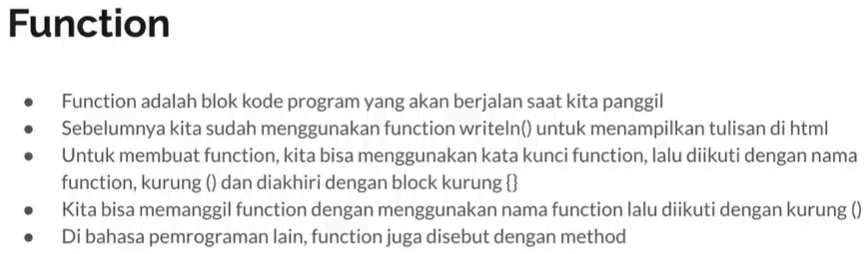 Function
● Function adalah blok kode program yang akan berjalan saat kita panggil
● Sebelumnya kita sudah menggunakan function writeln() untuk menampilkan tulisan di html
● Untuk membuat function, kita bisa menggunakan kata kunci function, lalu diikuti dengan nama
function, kurung () dan diakhiri dengan block kurung {}
● Kita bisa memanggil function dengan menggunakan nama function lalu diikuti dengan kurung ()
● Di bahasa pemrograman lain, function juga disebut dengan method